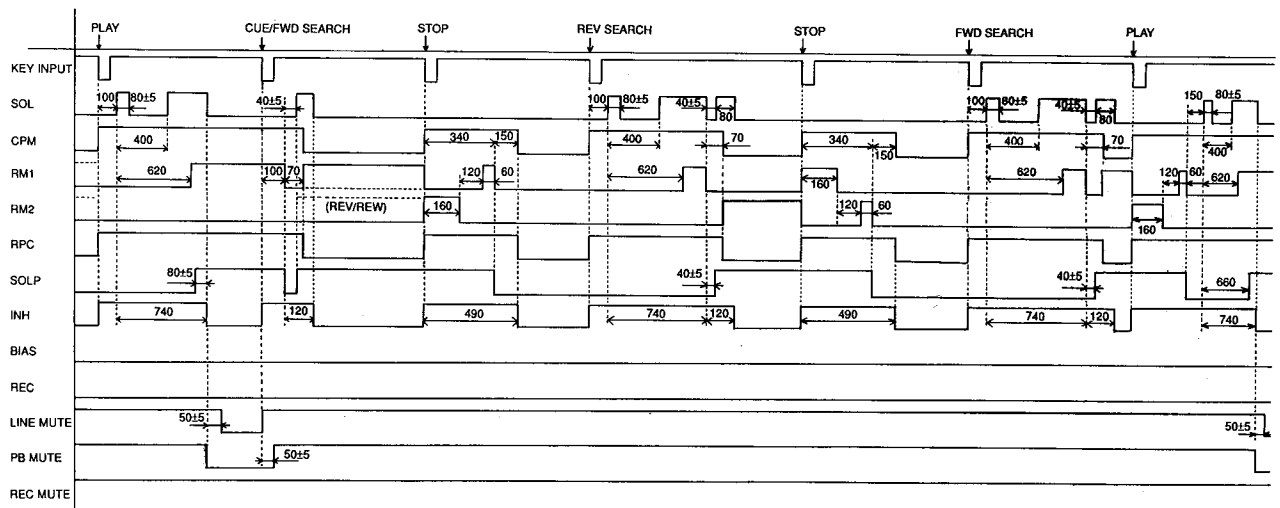 PLAY CUE/FWD SEARCH STOP REV SEARCH STOP FWD SEARCH PLAY
KEY INPUT
SOL 100 80±5 40±5 100 80±5 40±5 80 100 80±5 40±5 80 150 80±5
CPM 400 340 150 400 70 340 150 400 70 400
RM1 620 100 70 120 60 620 160 620 120 60 620
RM2 (REV/REW) 160 120 60 160
RPC
SOLP 80±5 40±5 40±5 660
INH 740 120 490 740 120 490 740 120 740
BIAS
REC
LINE MUTE 50±5 50±5
PB MUTE 50±5
REC MUTE